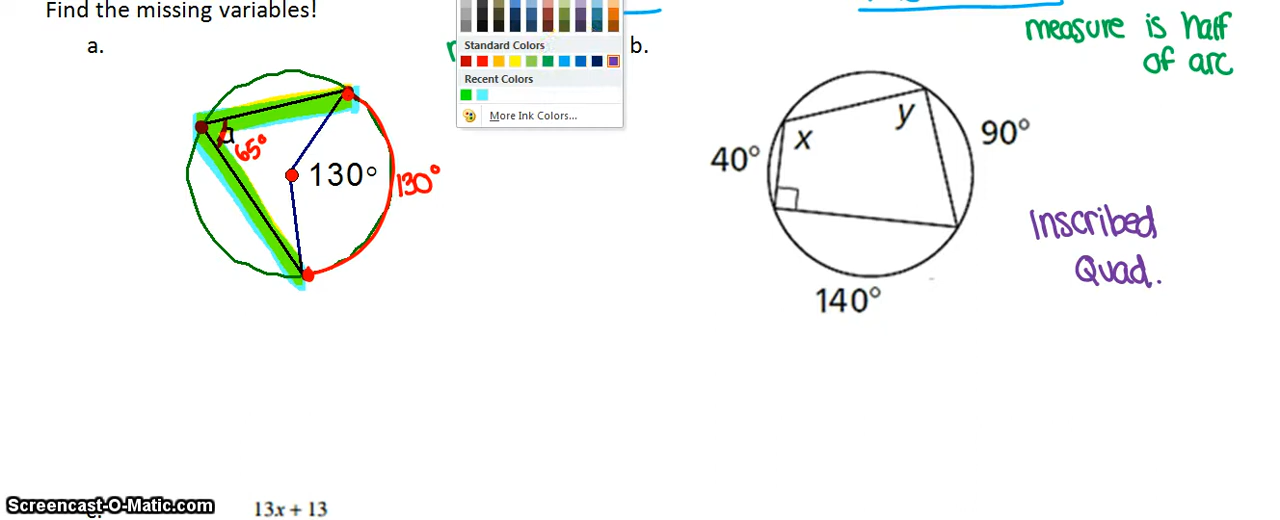 Find the missing variables!
measure is half
of arc
a.
Standard Colors
b.
Recent Colors
More Ink Colors...
a
65°
130°
130°
x
y
40°
90°
140°
Inscribed
Quad.
Screencast-O-Matic.com
13x + 13